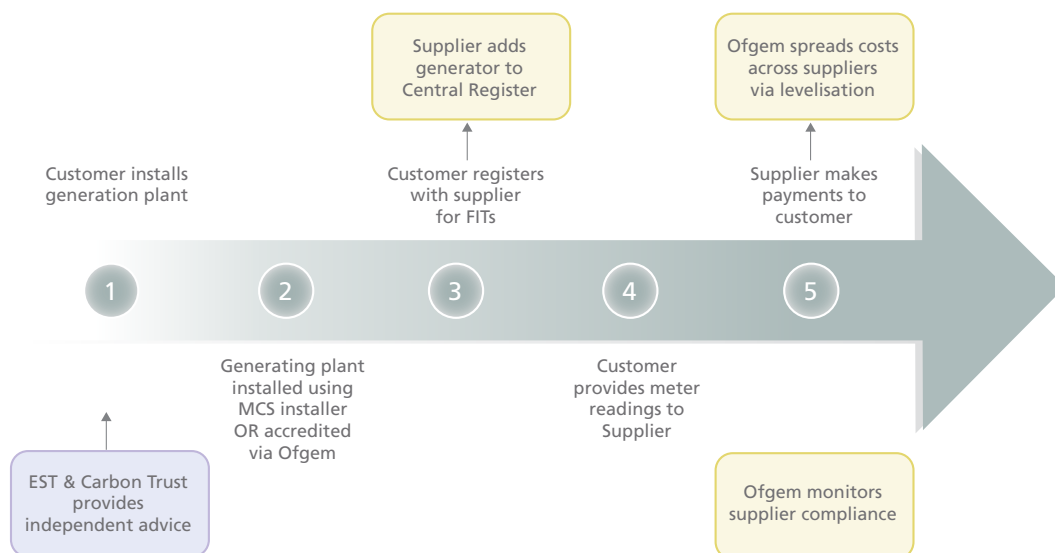 Supplier adds
generator to
Central Register
Ofgem spreads costs
across suppliers
via levelisation
Customer installs
generation plant
Customer registers
with supplier
for FITs
Supplier makes
payments to
customer
1
2
3
4
5
Generating plant
installed using
MCS installer
OR accredited
via Ofgem
Customer
provides meter
readings to
Supplier
EST & Carbon Trust
provides
independent advice
Ofgem monitors
supplier compliance